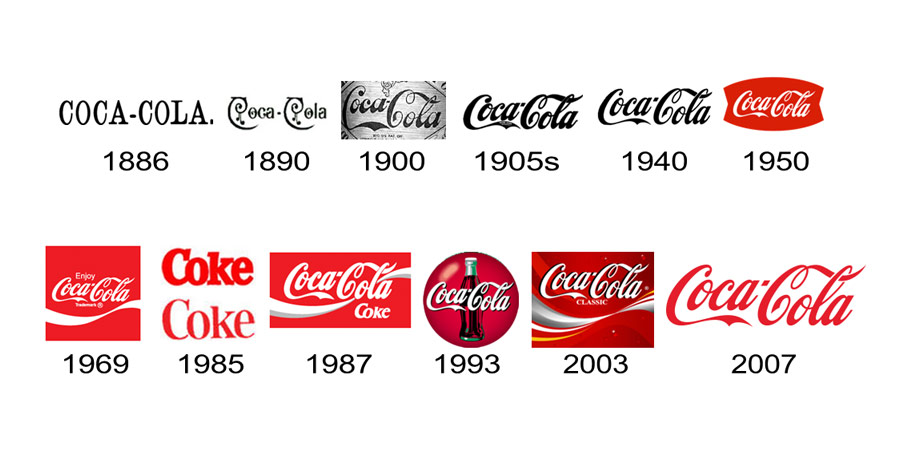 COCA-COLA.
Coca-Cola
Coca-Cola
Coca-Cola
Coca-Cola
Coca-Cola
1886
1890
1900
1905s
1940
1950
Enjoy
Coca-Cola
Trademark ®
Coke
Coke
Coca-Cola
Coke
Coca-Cola
Coca-Cola
®
CLASSIC
Coca-Cola
1969
1985
1987
1993
2003
2007